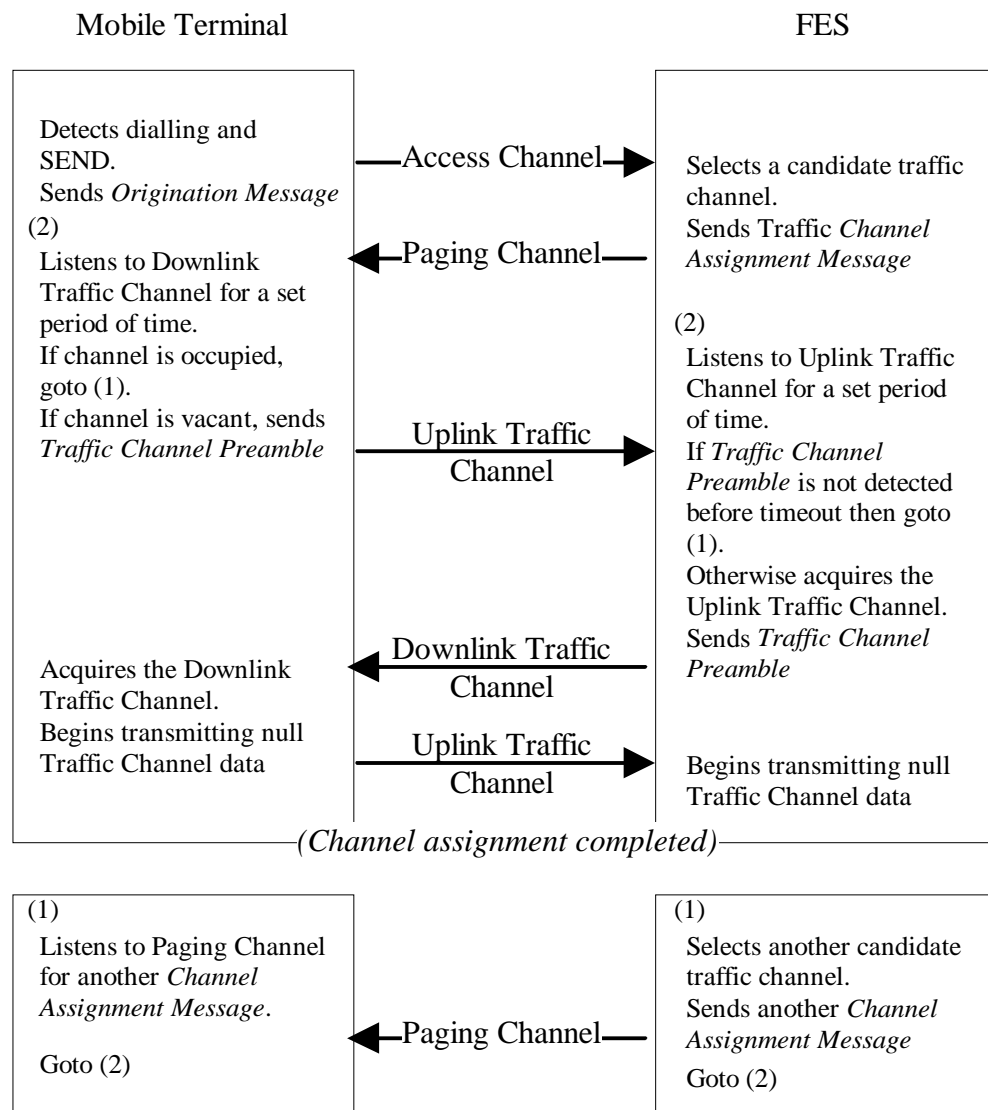 Mobile Terminal
FES
Detects dialling and
SEND.
Sends Origination Message
(2)
Listens to Downlink
Traffic Channel for a set
period of time.
If channel is occupied,
goto (1).
If channel is vacant, sends
Traffic Channel Preamble
Acquires the Downlink
Traffic Channel.
Begins transmitting null
Traffic Channel data
Access Channel
Paging Channel
Uplink Traffic
Channel
Downlink Traffic
Channel
Uplink Traffic
Channel
Selects a candidate traffic
channel.
Sends Traffic Channel
Assignment Message
(2)
Listens to Uplink Traffic
Channel for a set period
of time.
If Traffic Channel
Preamble is not detected
before timeout then goto
(1).
Otherwise acquires the
Uplink Traffic Channel.
Sends Traffic Channel
Preamble
Begins transmitting null
Traffic Channel data
(Channel assignment completed)
(1)
Listens to Paging Channel
for another Channel
Assignment Message.
Goto (2)
Paging Channel
(1)
Selects another candidate
traffic channel.
Sends another Channel
Assignment Message
Goto (2)